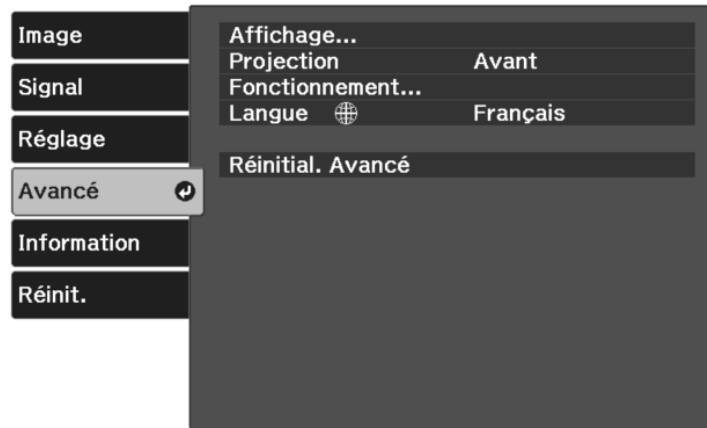 Image
Signal
Réglage
Avancé
Information
Réinit.
Affichage...
Projection Avant
Fonctionnement...
Langue Français
Réinitial. Avancé